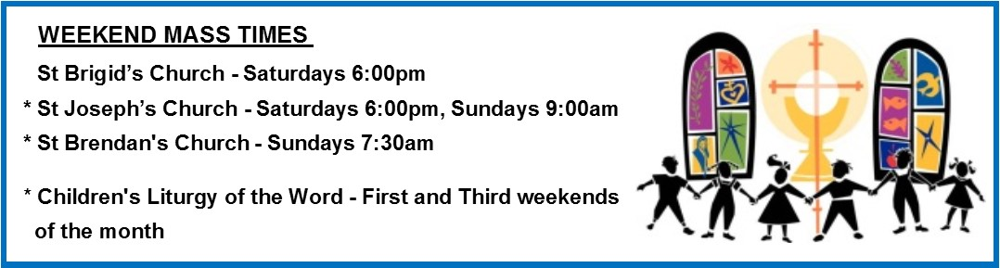 WEEKEND MASS TIMES
St Brigid’s Church - Saturdays 6:00pm
* St Joseph’s Church - Saturdays 6:00pm, Sundays 9:00am
* St Brendan's Church - Sundays 7:30am
* Children's Liturgy of the Word - First and Third weekends
of the month